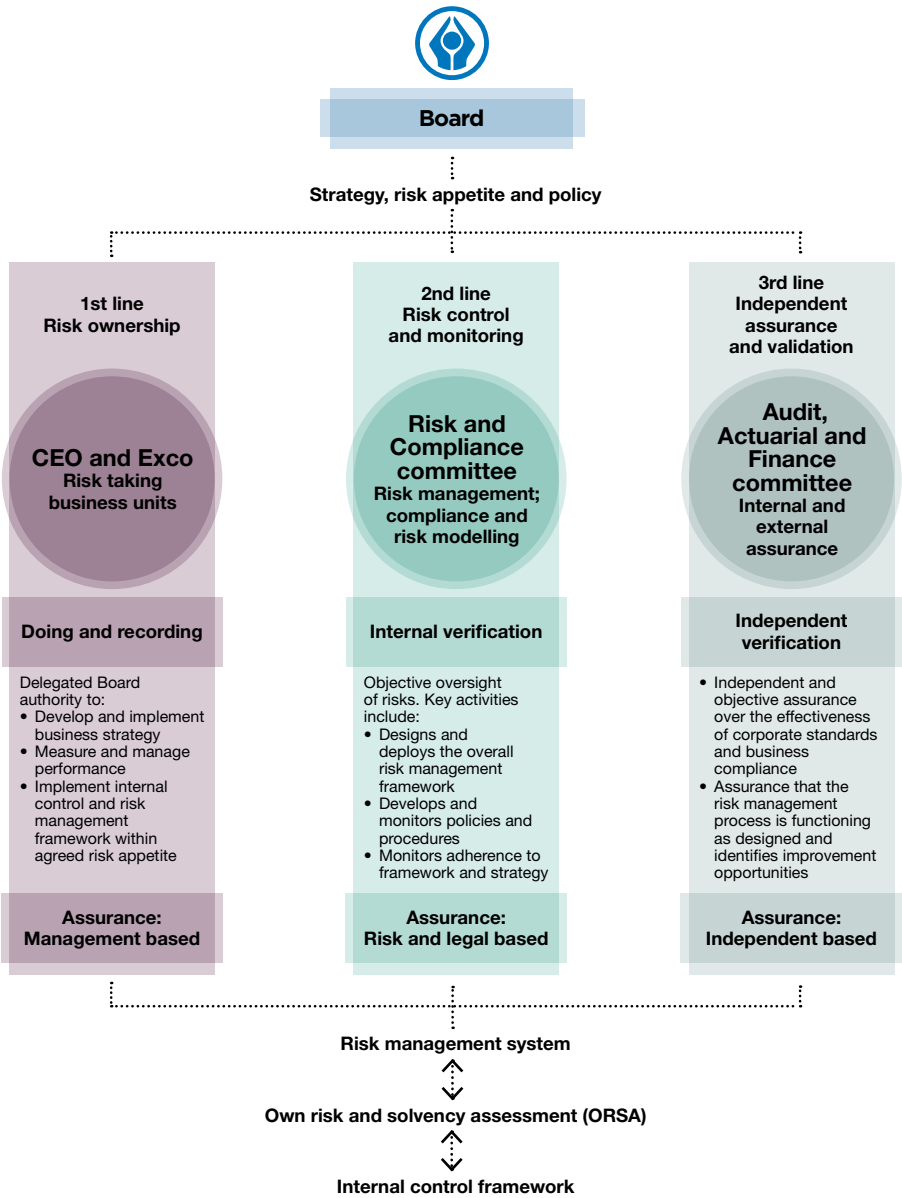 Board
Strategy, risk appetite and policy
1st line
Risk ownership
CEO and Exco
Risk taking
business units
Doing and recording
Delegated Board
authority to:
• Develop and implement
business strategy
• Measure and manage
performance
• Implement internal
control and risk
management
framework within
agreed risk appetite
Assurance:
Management based
2nd line
Risk control
and monitoring
Risk and
Compliance
committee
Risk management;
compliance and
risk modelling
Internal verification
Objective oversight
of risks. Key activities
include:
• Designs and
deploys the overall
risk management
framework
• Develops and
monitors policies and
procedures
• Monitors adherence to
framework and strategy
Assurance:
Risk and legal based
3rd line
Independent
assurance
and validation
Audit,
Actuarial and
Finance
committee
Internal and
external
assurance
Independent
verification
• Independent and
objective assurance
over the effectiveness
of corporate standards
and business
compliance
• Assurance that the
risk management
process is functioning
as designed and
identifies improvement
opportunities
Assurance:
Independent based
Risk management system
Own risk and solvency assessment (ORSA)
Internal control framework